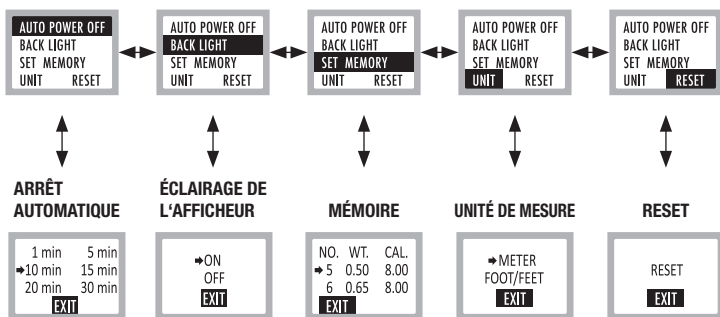 AUTO POWER OFF
BACK LIGHT
SET MEMORY
UNIT RESET
AUTO POWER OFF
BACK LIGHT
SET MEMORY
UNIT RESET
AUTO POWER OFF
BACK LIGHT
SET MEMORY
UNIT RESET
AUTO POWER OFF
BACK LIGHT
SET MEMORY
UNIT RESET
AUTO POWER OFF
BACK LIGHT
SET MEMORY
UNIT RESET
ARRÊT
AUTOMATIQUE
ÉCLAIRAGE DE
L‘AFFICHEUR
MÉMOIRE
UNITÉ DE MESURE
RESET
1 min 5 min
10 min 15 min
20 min 30 min
EXIT
ON
OFF
EXIT
NO. WT. CAL.
5 0.50 8.00
6 0.65 8.00
EXIT
METER
FOOT/FEET
EXIT
RESET
EXIT